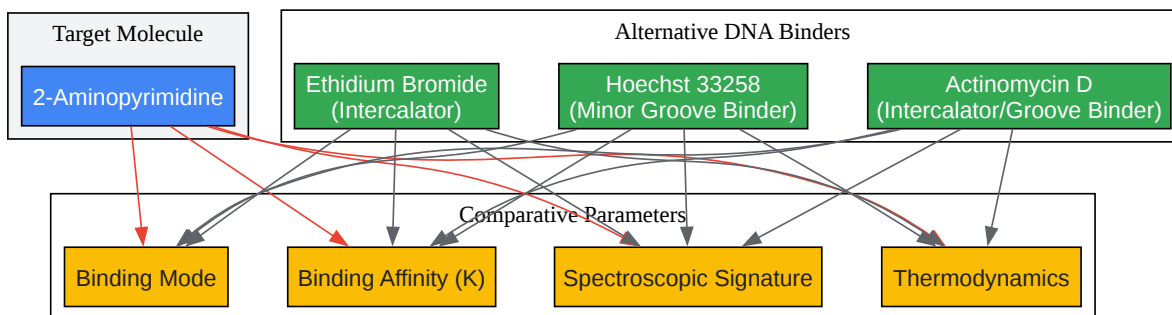 Target Molecule
Alternative DNA Binders
2-Aminopyrimidine
Ethidium Bromide
(Intercalator)
Hoechst 33258
(Minor Groove Binder)
Actinomycin D
(Intercalator/Groove Binder)
Comparative Parameters
Binding Mode
Binding Affinity (K)
Spectroscopic Signature
Thermodynamics